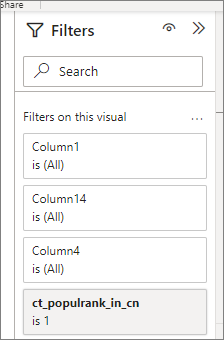 Share
Filters
Search
Filters on this visual
...
Column1
is (All)
Column14
is (All)
Column4
is (All)
ct_populrank_in_cn
is 1